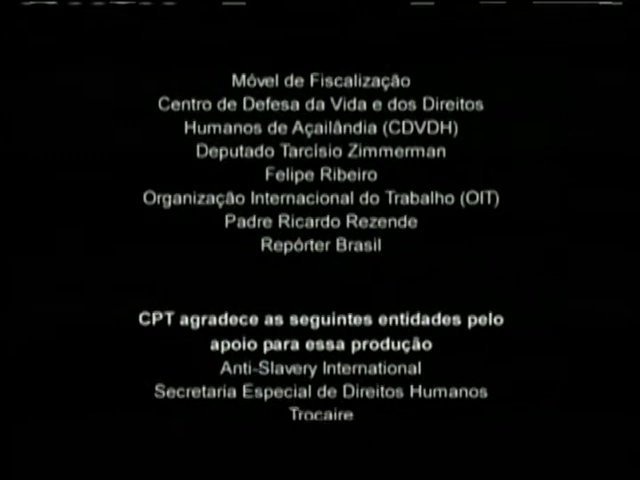 Móvel de Fiscalização
Centro de Defesa da Vida e dos Direitos
Humanos de Açailândia (CDVDH)
Deputado Tarcísio Zimmerman
Felipe Ribeiro
Organização Internacional do Trabalho (OIT)
Padre Ricardo Rezende
Repórter Brasil
CPT agradece as seguintes entidades pelo
apoio para essa produção
Anti-Slavery International
Secretaria Especial de Direitos Humanos
Trocaire